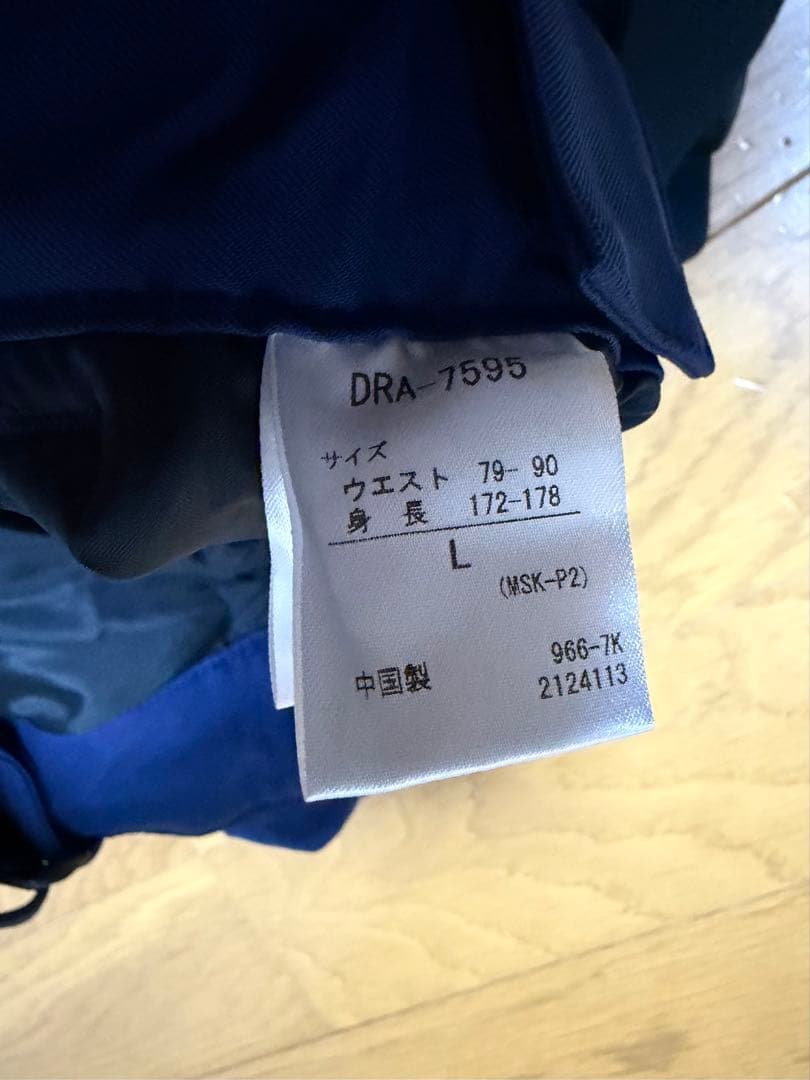 DRA-7595
サイズ
ウエスト 79- 90
身 長 172-178
L
(MSK-P2)
966-7K
中国製 2124113